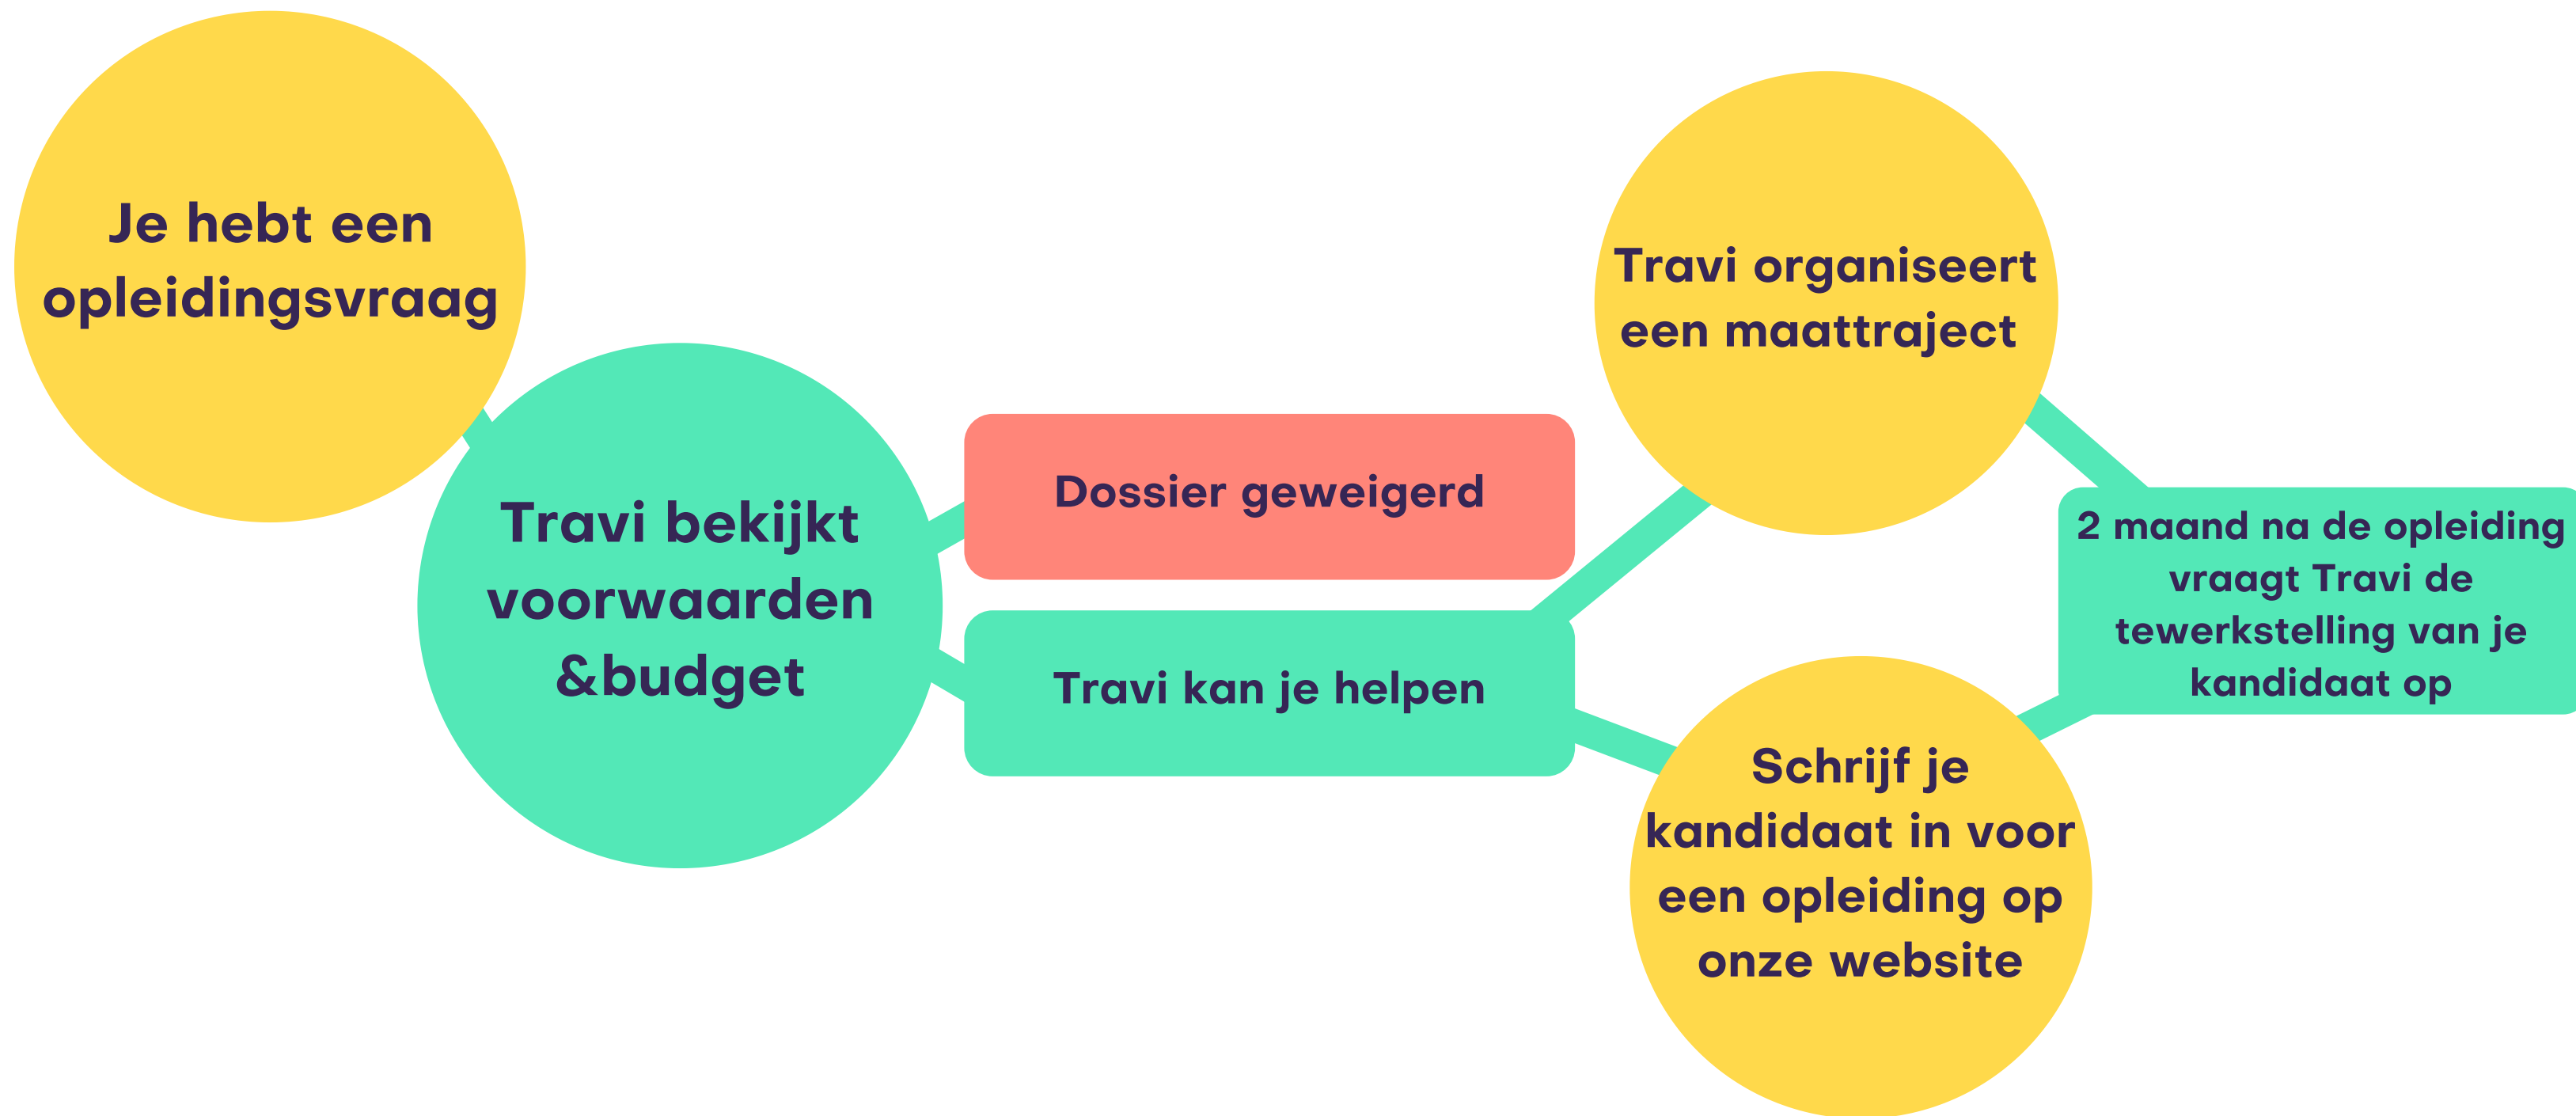 Je hebt een
opleidingsvraag
Travi bekijkt
voorwaarden
&budget
Dossier geweigerd
Travi kan je helpen
Travi organiseert
een maattraject
Schrijf je
kandidaat in voor
een opleiding op
onze website
2 maand na de opleiding
vraagt Travi de
tewerkstelling van je
kandidaat op